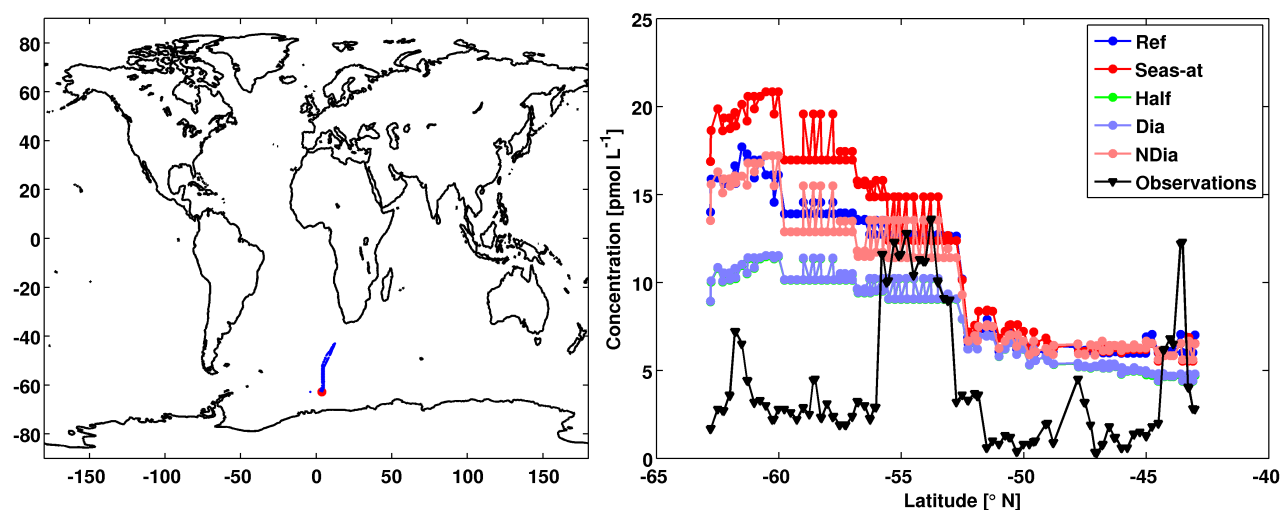 80
60
40
20
0
-20
-40
-60
-80
-150 -100 -50 0 50 100 150
25
20
15
10
5
0
Concentration [pmol L-1]
-65 -60 -55 -50 -45 -40
Latitude [° N]
Ref
Seas-at
Half
Dia
NDia
Observations